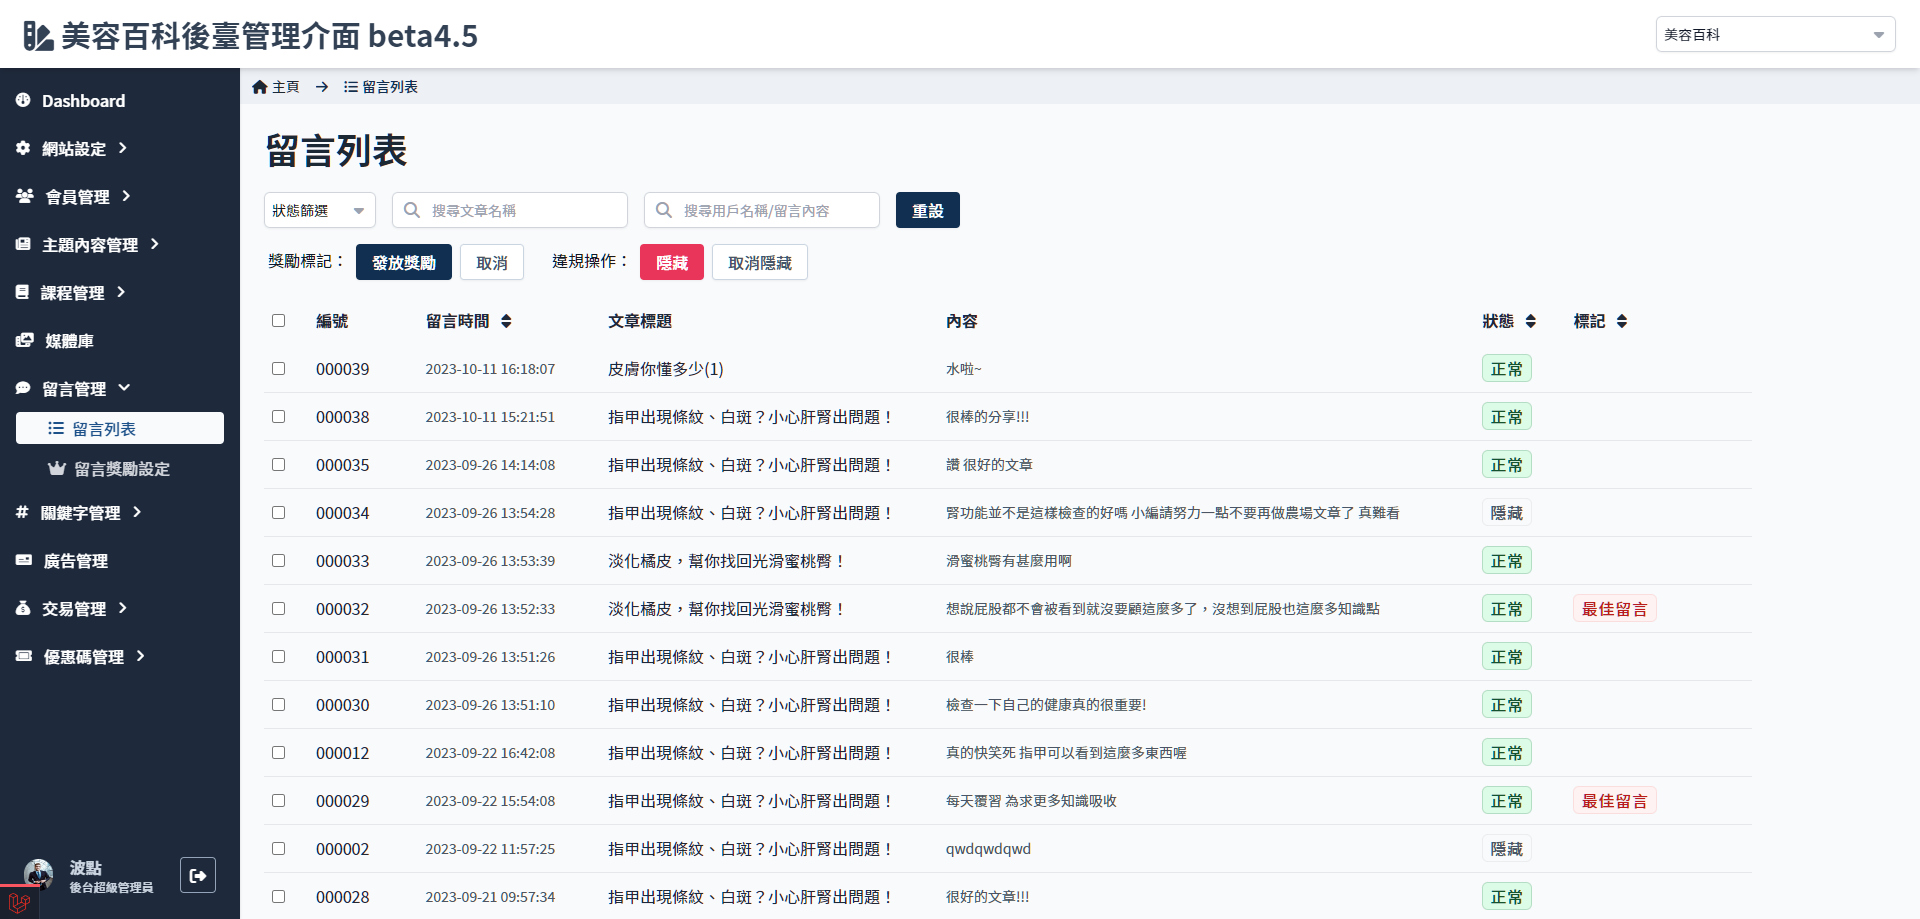 美容百科後臺管理介面 beta4.5
美容百科
Dashboard
網站設定
會員管理
主題內容管理
課程管理
媒體庫
留言管理
留言列表
留言獎勵設定
關鍵字管理
廣告管理
交易管理
優惠碼管理
波點
後台超級管理員
主頁 → 留言列表
留言列表
狀態篩選 搜尋文章名稱 搜尋用戶名稱/留言內容 重設
獎勵標記： 發放獎勵 取消 違規操作： 隱藏 取消隱藏
編號 留言時間 文章標題 內容 狀態 標記
000039 2023-10-11 16:18:07 皮膚你懂多少(1) 水啦~ 正常
000038 2023-10-11 15:21:51 指甲出現條紋、白斑？小心肝腎出問題！ 很棒的分享!!! 正常
000035 2023-09-26 14:14:08 指甲出現條紋、白斑？小心肝腎出問題！ 讚 很好的文章 正常
000034 2023-09-26 13:54:28 指甲出現條紋、白斑？小心肝腎出問題！ 腎功能並不是這樣檢查的好嗎 小編請努力一點不要再做農場文章了 真難看 隱藏
000033 2023-09-26 13:53:39 淡化橘皮，幫你找回光滑蜜桃臀！ 滑蜜桃臀有甚麼用啊 正常
000032 2023-09-26 13:52:33 淡化橘皮，幫你找回光滑蜜桃臀！ 想說屁股都不會被看到就沒要顧這麼多了，沒想到屁股也這麼多知識點 正常 最佳留言
000031 2023-09-26 13:51:26 指甲出現條紋、白斑？小心肝腎出問題！ 很棒 正常
000030 2023-09-26 13:51:10 指甲出現條紋、白斑？小心肝腎出問題！ 檢查一下自己的健康真的很重要! 正常
000012 2023-09-22 16:42:08 指甲出現條紋、白斑？小心肝腎出問題！ 真的快笑死 指甲可以看到這麼多東西喔 正常
000029 2023-09-22 15:54:08 指甲出現條紋、白斑？小心肝腎出問題！ 每天覆習 為求更多知識吸收 正常 最佳留言
000002 2023-09-22 11:57:25 指甲出現條紋、白斑？小心肝腎出問題！ qwdqwdqwd 隱藏
000028 2023-09-21 09:57:34 指甲出現條紋、白斑？小心肝腎出問題！ 很好的文章!!! 正常